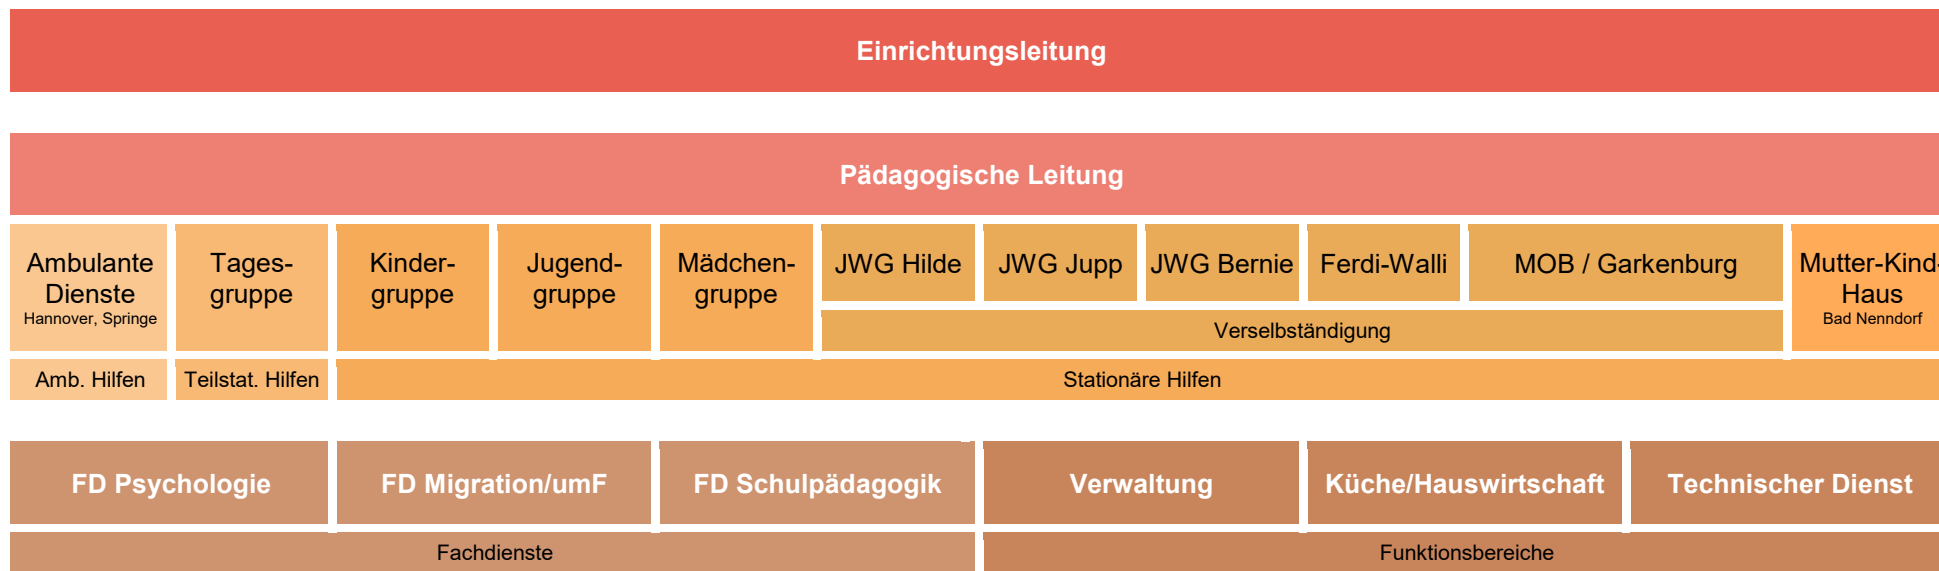 Einrichtungsleitung
Pädagogische Leitung
Ambulante
Dienste
Hannover, Springe
Tages-
gruppe
Kinder-
gruppe
Jugend-
gruppe
Mädchen-
gruppe
JWG Hilde
JWG Jupp
JWG Bernie
Ferdi-Walli
MOB / Garkenburg
Mutter-Kind-
Haus
Bad Nenndorf
Verselbständigung
Amb. Hilfen
Teilstat. Hilfen
Stationäre Hilfen
FD Psychologie
FD Migration/umF
FD Schulpädagogik
Verwaltung
Küche/Hauswirtschaft
Technischer Dienst
Fachdienste
Funktionsbereiche